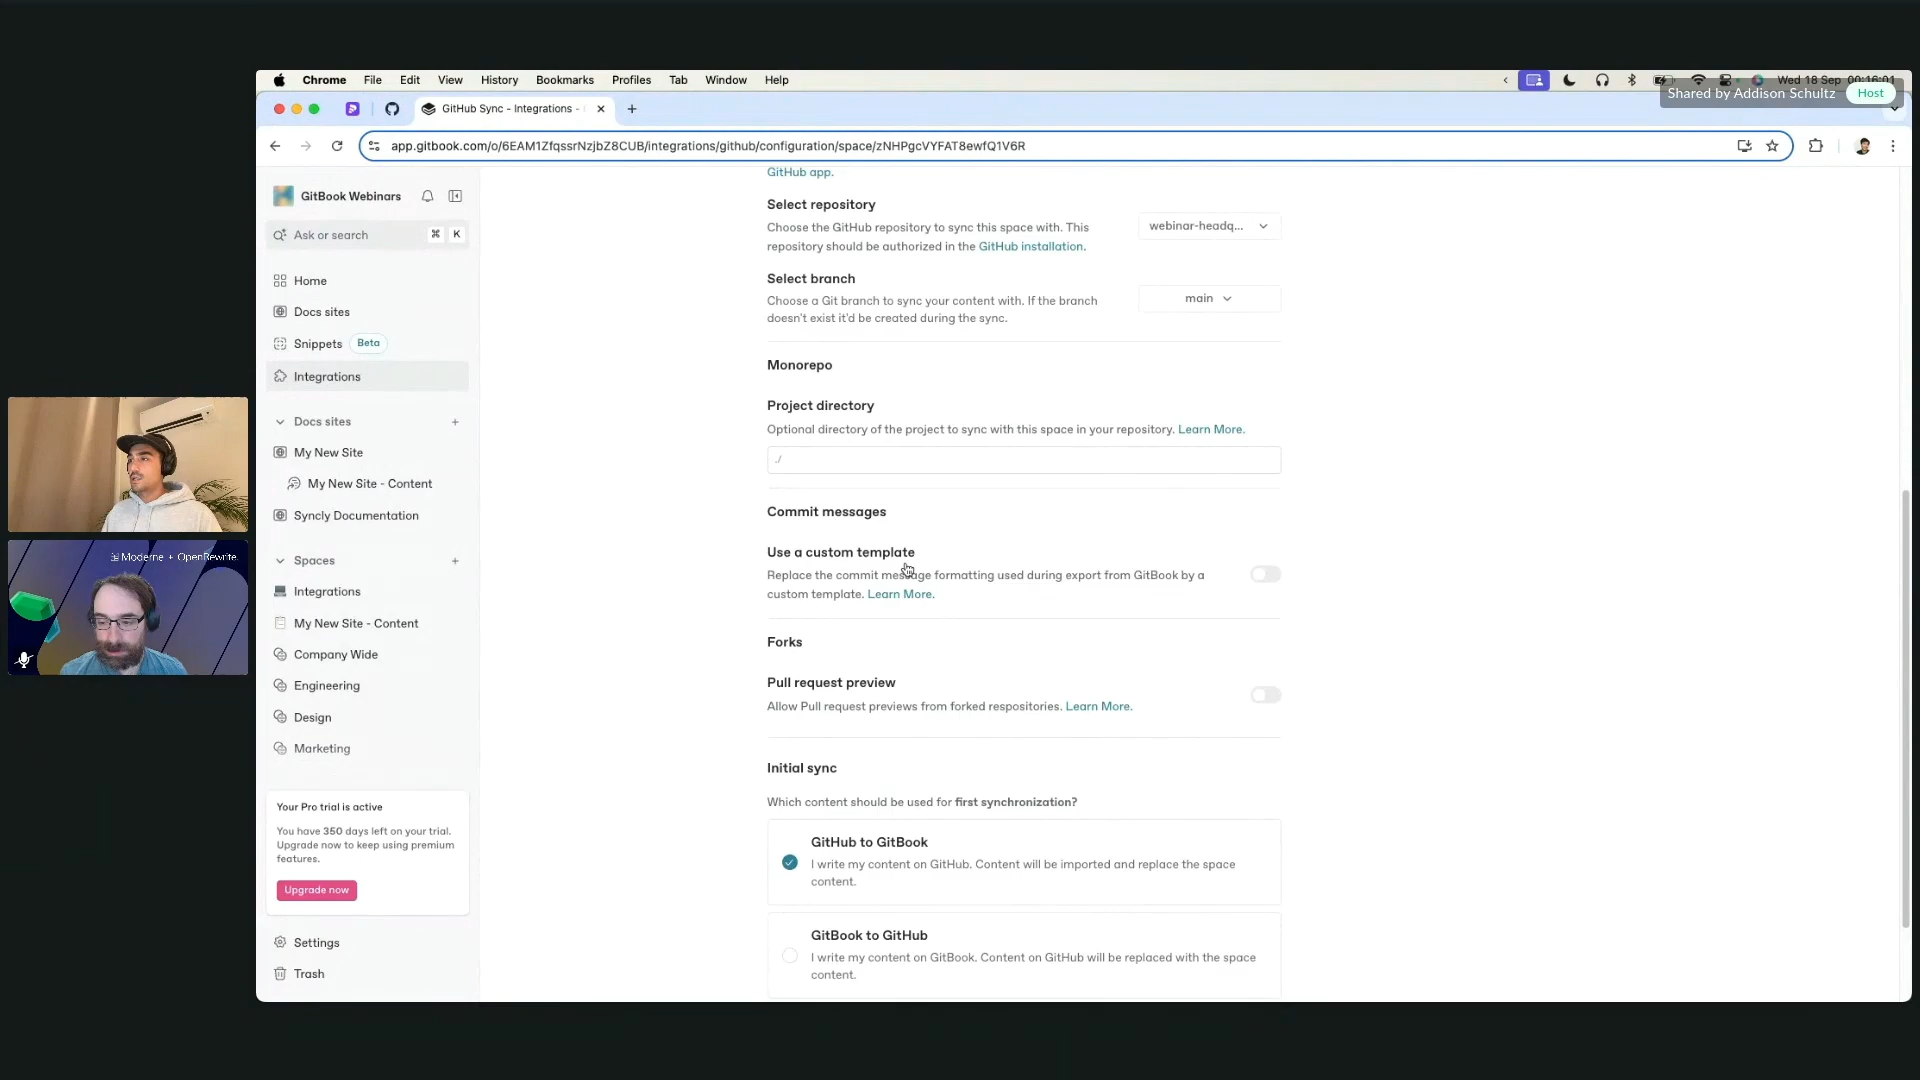 Chrome File Edit View History Bookmarks Profiles Tab Window Help
Wed 18 Sep 00:16:01
Shared by Addison Schultz Host
GitHub Sync - Integrations -
app.gitbook.com/o/6EAM1ZfqssrNzjbZ8CUB/integrations/github/configuration/space/zNHPgcVYFAT8ewfQ1V6R
GitBook Webinars
Ask or search ⌘ K
Home
Docs sites
Snippets Beta
Integrations
Docs sites
My New Site
My New Site - Content
Syncly Documentation
Spaces
Integrations
My New Site - Content
Company Wide
Engineering
Design
Marketing
Your Pro trial is active
You have 350 days left on your trial.
Upgrade now to keep using premium
features.
Upgrade now
Settings
Trash
GitHub app.
Select repository
Choose the GitHub repository to sync this space with. This
repository should be authorized in the GitHub installation.
webinar-headq...
Select branch
Choose a Git branch to sync your content with. If the branch
doesn't exist it'd be created during the sync.
main
Monorepo
Project directory
Optional directory of the project to sync with this space in your repository. Learn More.
./
Commit messages
Use a custom template
Replace the commit message formatting used during export from GitBook by a
custom template. Learn More.
Forks
Pull request preview
Allow Pull request previews from forked respositories. Learn More.
Initial sync
Which content should be used for first synchronization?
GitHub to GitBook
I write my content on GitHub. Content will be imported and replace the space
content.
GitBook to GitHub
I write my content on GitBook. Content on GitHub will be replaced with the space
content.
Moderne + OpenRewrite